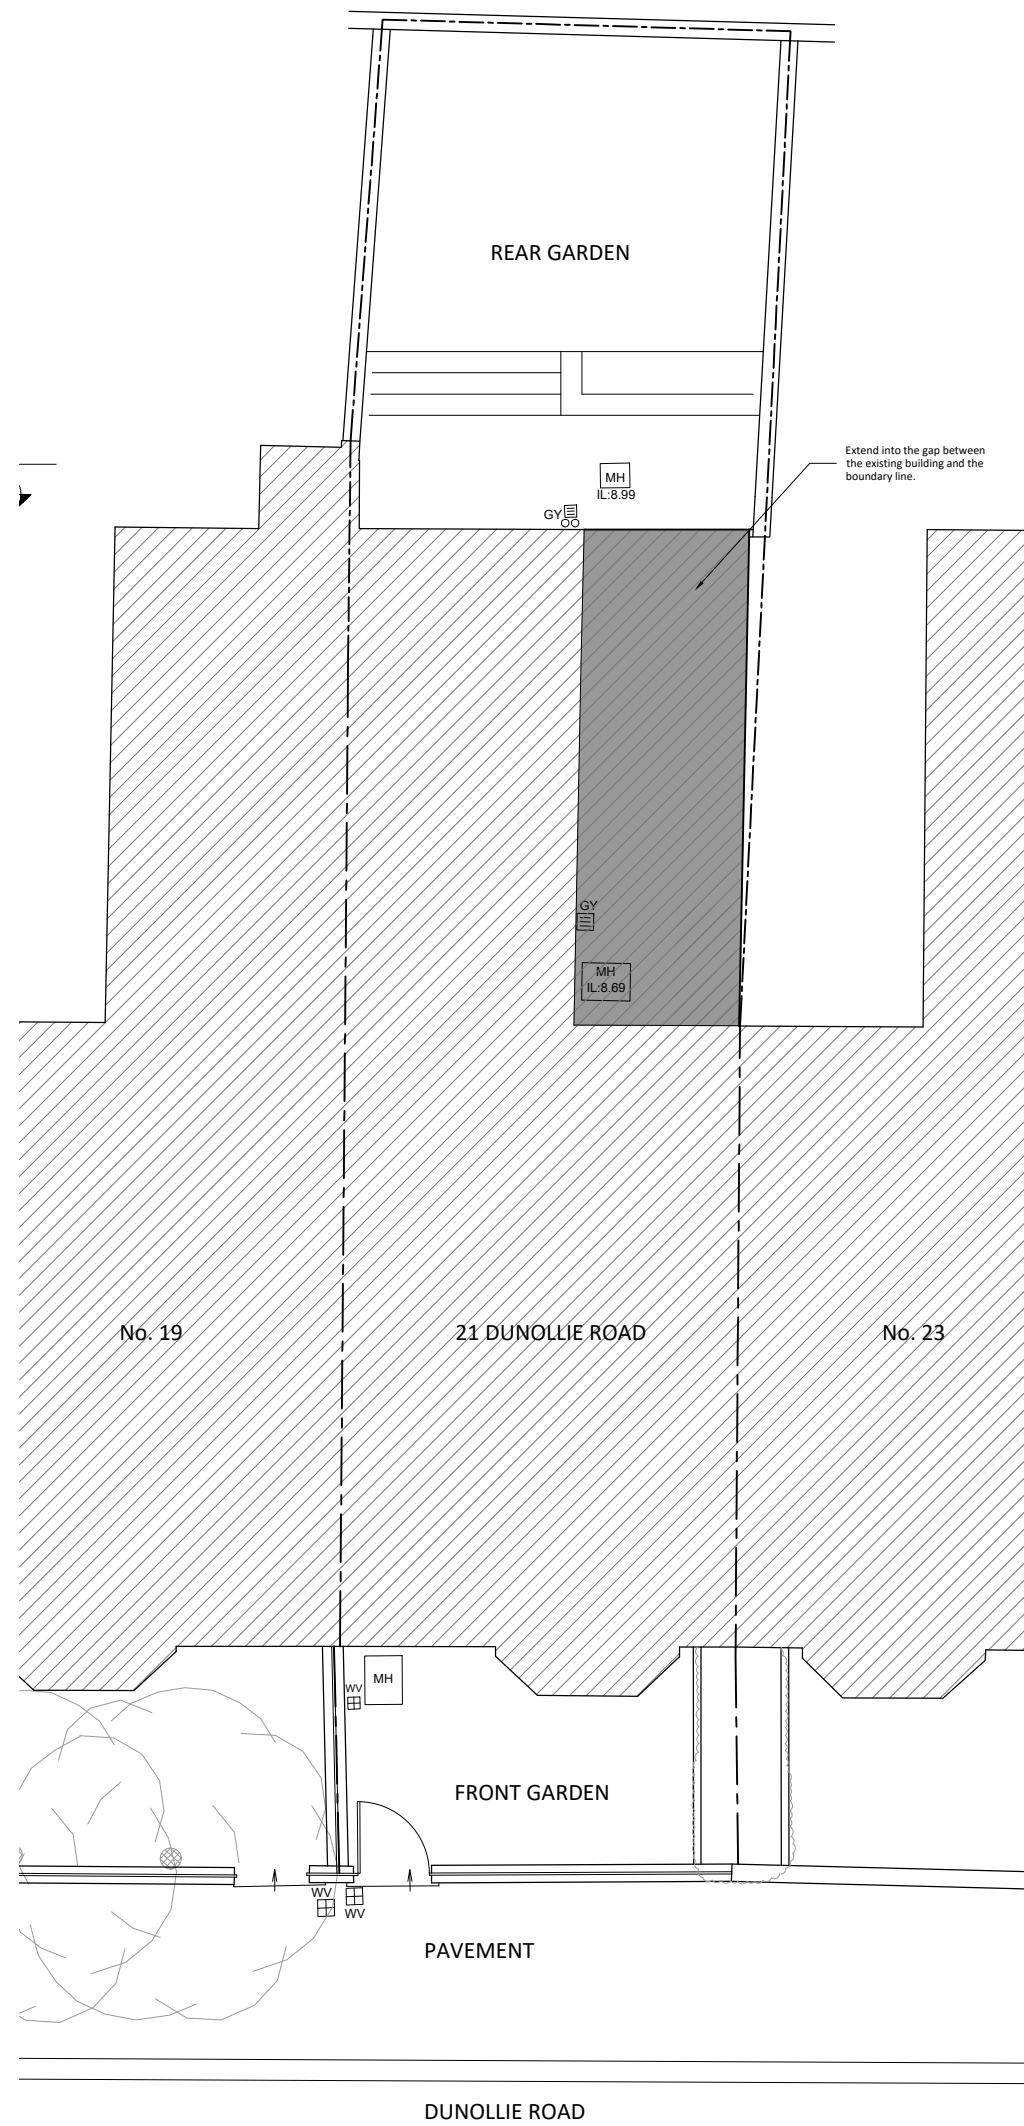 REAR GARDEN
Extend into the gap between
the existing building and the
boundary line.
MH
IL:8.99
GY
GY
MH
IL:8.69
No. 19
21 DUNOLLIE ROAD
No. 23
MH
WV
FRONT GARDEN
WV
WV
PAVEMENT
DUNOLLIE ROAD